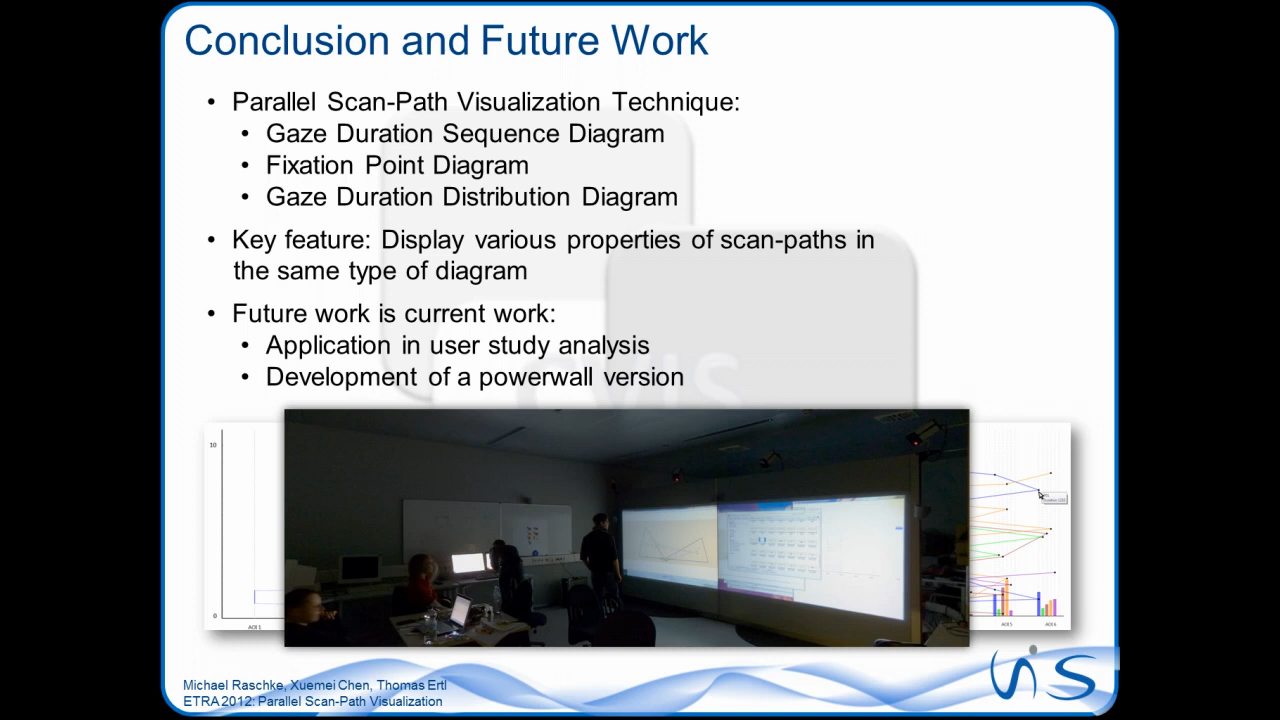 Conclusion and Future Work
• Parallel Scan-Path Visualization Technique:
• Gaze Duration Sequence Diagram
• Fixation Point Diagram
• Gaze Duration Distribution Diagram
• Key feature: Display various properties of scan-paths in
the same type of diagram
• Future work is current work:
• Application in user study analysis
• Development of a powerwall version
10
0
AOI 1
AOI 5
AOI 6
Michael Raschke, Xuemei Chen, Thomas Ertl
ETRA 2012: Parallel Scan-Path Visualization
VIS